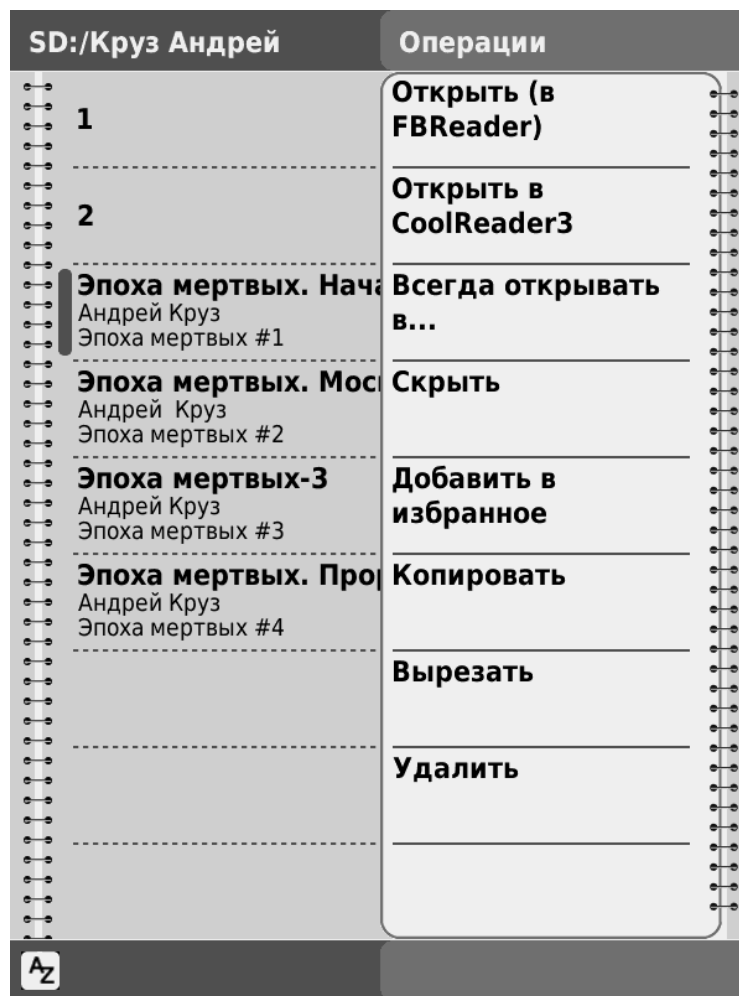 SD:/Круз Андрей
1
2
Эпоха мертвых. Нача
Андрей Круз
Эпоха мертвых #1
Эпоха мертвых.
Андрей Круз
Эпоха мертвых #2
Эпоха мертвых-3
Андрей Круз
Эпоха мертвых #3
Эпоха мертвых.
Андрей Круз
Эпоха мертвых #4
Операции
Открыть (в
FBReader)
Открыть в
CoolReader3
Всегда открывать
в...
Скрыть
Добавить в
избранное
Копировать
Вырезать
Удалить
AZ